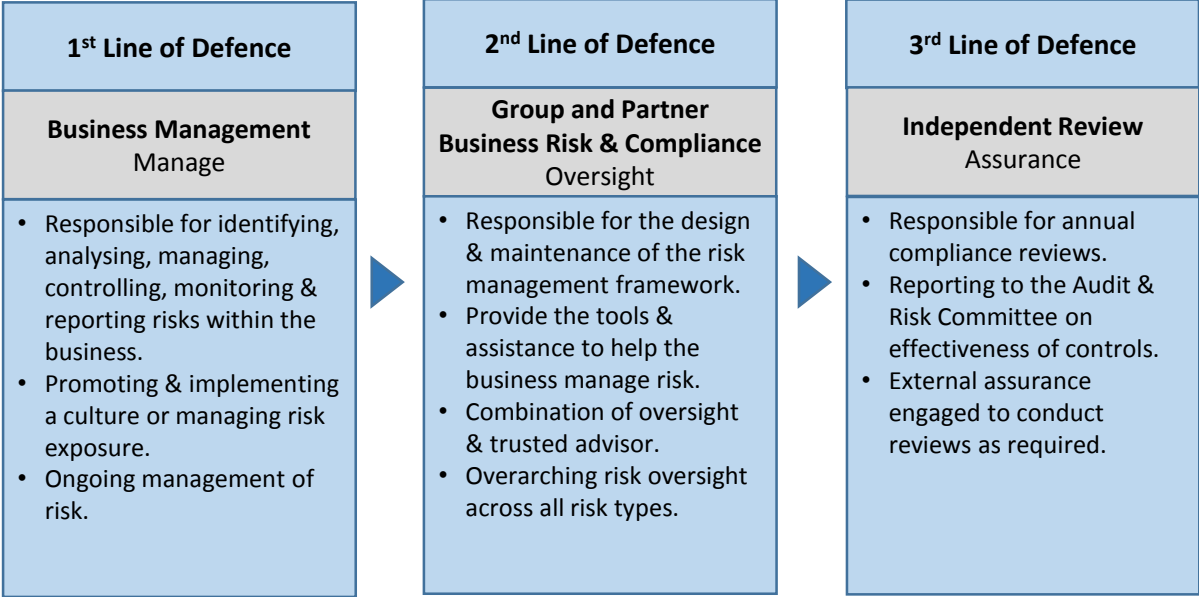 1st Line of Defence
Business Management
Manage
• Responsible for identifying,
analysing, managing,
controlling, monitoring &
reporting risks within the
business.
• Promoting & implementing
a culture or managing risk
exposure.
• Ongoing management of
risk.
2nd Line of Defence
Group and Partner
Business Risk & Compliance
Oversight
• Responsible for the design
& maintenance of the risk
management framework.
• Provide the tools &
assistance to help the
business manage risk.
• Combination of oversight
& trusted advisor.
• Overarching risk oversight
across all risk types.
3rd Line of Defence
Independent Review
Assurance
• Responsible for annual
compliance reviews.
• Reporting to the Audit &
Risk Committee on
effectiveness of controls.
• External assurance
engaged to conduct
reviews as required.